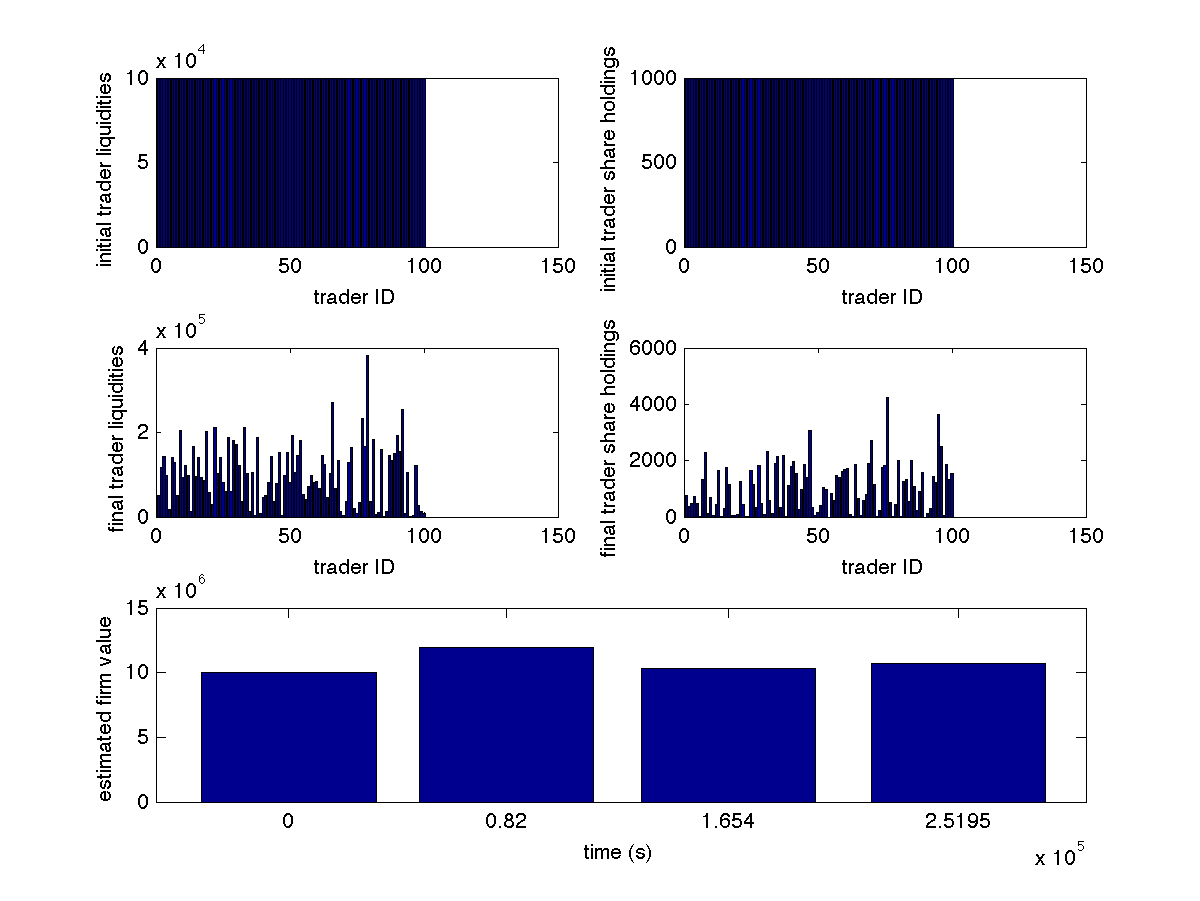 x 10^4
initial trader liquidities
10
5
0
0 50 100 150
trader ID
initial trader share holdings
1000
500
0
0 50 100 150
trader ID
x 10^5
final trader liquidities
4
2
0
0 50 100 150
trader ID
final trader share holdings
6000
4000
2000
0
0 50 100 150
trader ID
x 10^6
estimated firm value
15
10
5
0
0 0.82 1.654 2.5195
time (s)
x 10^5